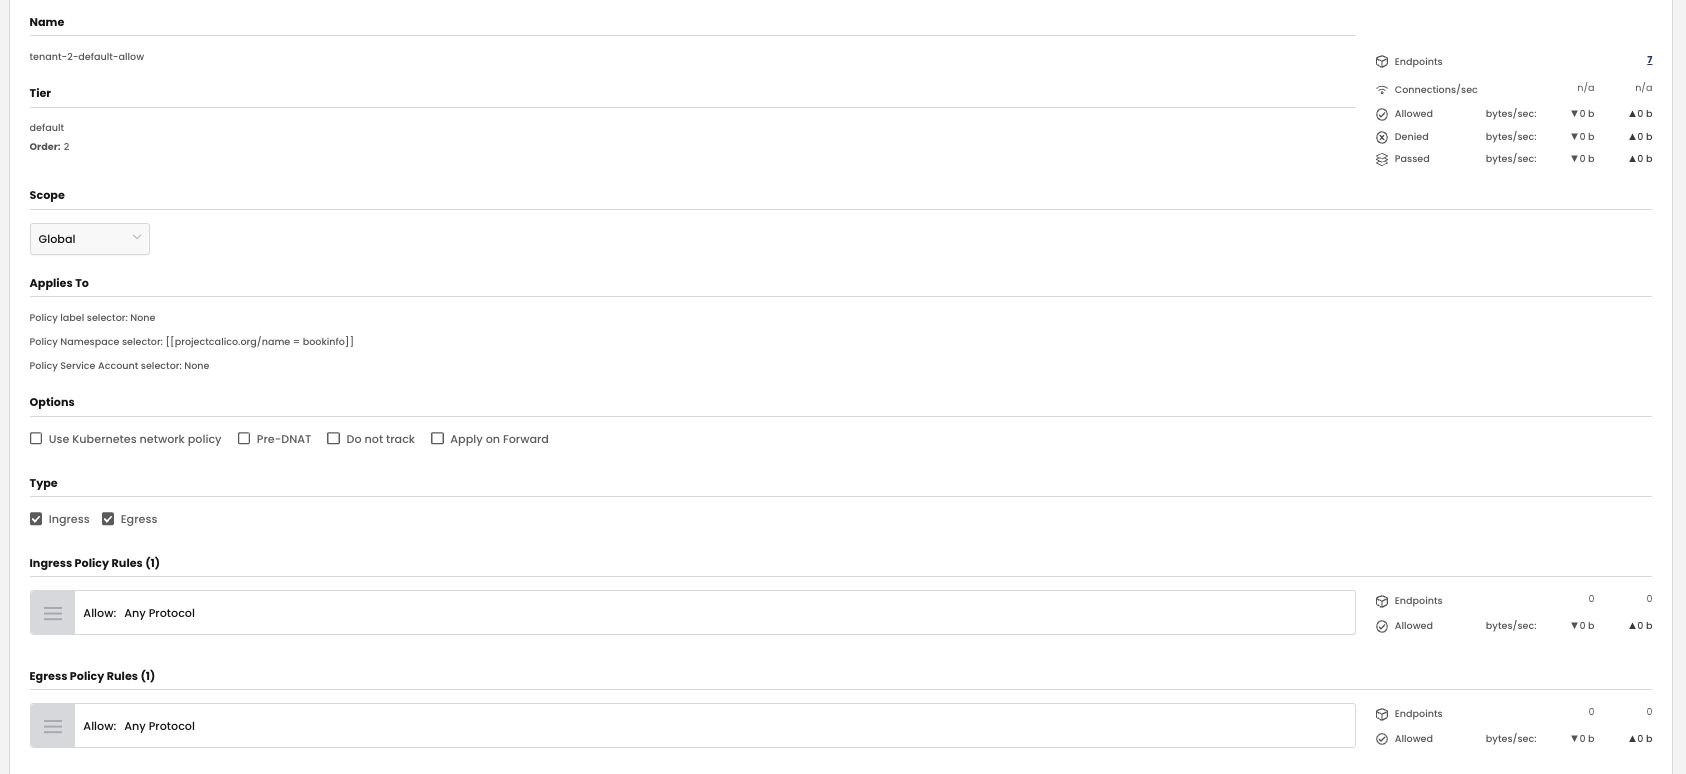 Name
tenant-2-default-allow
Endpoints 7
Tier
Connections/sec n/a n/a
Allowed bytes/sec: ▼0 b ▲0 b
default
Denied bytes/sec: ▼0 b ▲0 b
Order: 2
Passed bytes/sec: ▼0 b ▲0 b
Scope
Global
Applies To
Policy label selector: None
Policy Namespace selector: [[projectcalico.org/name = bookinfo]]
Policy Service Account selector: None
Options
Use Kubernetes network policy Pre-DNAT Do not track Apply on Forward
Type
Ingress Egress
Ingress Policy Rules (1)
Allow: Any Protocol
Endpoints 0 0
Allowed bytes/sec: ▼0 b ▲0 b
Egress Policy Rules (1)
Allow: Any Protocol
Endpoints 0 0
Allowed bytes/sec: ▼0 b ▲0 b